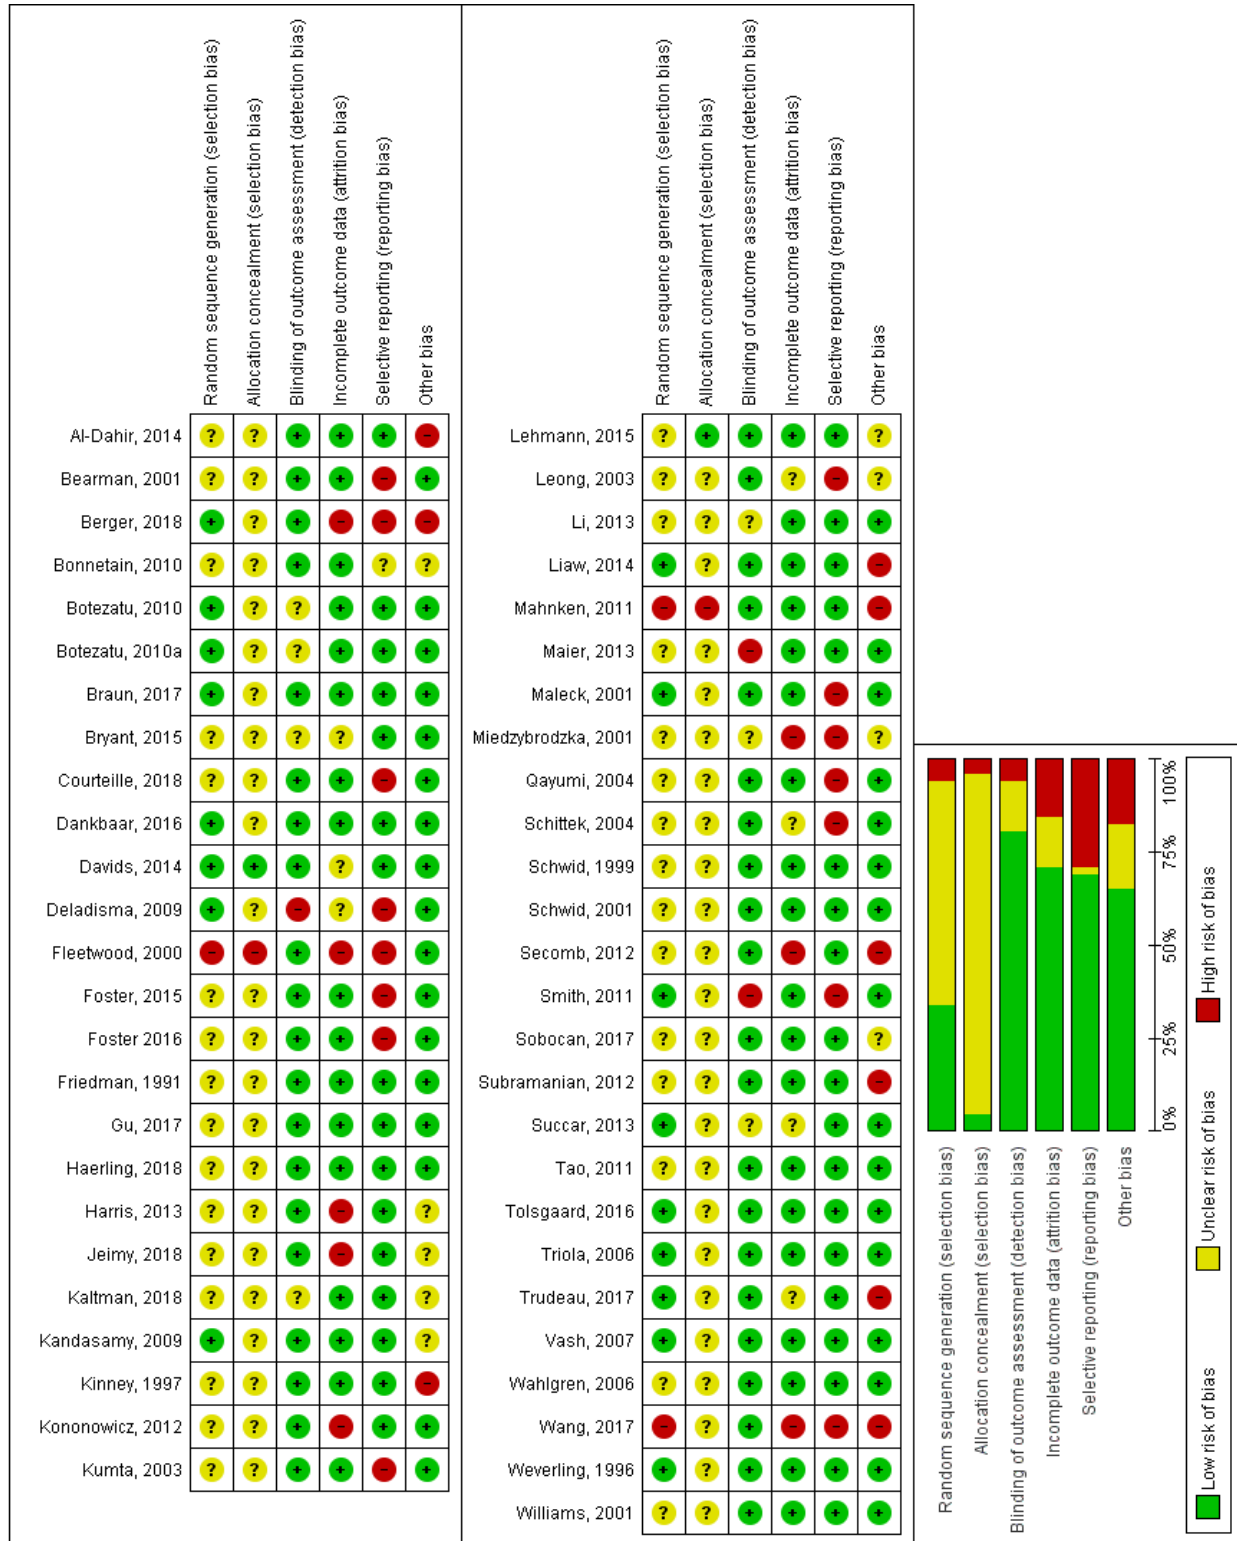 Random sequence generation (selection bias)
Allocation concealment (selection bias)
Blinding of outcome assessment (detection bias)
Incomplete outcome data (attrition bias)
Selective reporting (reporting bias)
Other bias
Al-Dahir, 2014 ? ? + + + -
Bearman, 2001 ? ? + + - +
Berger, 2018 + ? + - - -
Bonnetain, 2010 ? ? + + ? ?
Botezatu, 2010 + ? ? + + +
Botezatu, 2010a + ? ? + + +
Braun, 2017 + ? + + + +
Bryant, 2015 ? ? ? ? + +
Courteille, 2018 ? ? + + - +
Dankbaar, 2016 + ? + + + +
Davids, 2014 + + + ? + +
Deladisma, 2009 + ? - ? - +
Fleetwood, 2000 - - + - - +
Foster, 2015 ? ? + + - +
Foster 2016 ? ? + + - +
Friedman, 1991 ? ? + + + +
Gu, 2017 ? ? + + + +
Haerling, 2018 ? ? + + + +
Harris, 2013 ? ? + - + ?
Jeimy, 2018 ? ? + - + ?
Kaltman, 2018 ? ? ? + + ?
Kandasamy, 2009 + ? + + + ?
Kinney, 1997 ? ? + + + -
Kononowicz, 2012 ? ? + - + +
Kumta, 2003 ? ? + + - +
Random sequence generation (selection bias)
Allocation concealment (selection bias)
Blinding of outcome assessment (detection bias)
Incomplete outcome data (attrition bias)
Selective reporting (reporting bias)
Other bias
Lehmann, 2015 ? + + + + ?
Leong, 2003 ? ? + ? - ?
Li, 2013 ? ? ? + + +
Liaw, 2014 + ? + + + -
Mahnken, 2011 - - + + + -
Maier, 2013 ? ? - + + +
Maleck, 2001 + ? + + - +
Miedzybrodzka, 2001 ? ? ? - - ?
Qayumi, 2004 ? ? + + - +
Schittek, 2004 ? ? + ? - +
Schwid, 1999 ? ? + + + +
Schwid, 2001 ? ? + + + +
Secomb, 2012 ? ? + - + -
Smith, 2011 + ? - + - +
Sobocan, 2017 ? ? + + + ?
Subramanian, 2012 ? ? + + + -
Succar, 2013 + ? ? ? + +
Tao, 2011 ? ? + + + +
Tolsgaard, 2016 + ? + + + +
Triola, 2006 + ? + + + +
Trudeau, 2017 + ? + ? + -
Vash, 2007 + ? + + + +
Wahlgren, 2006 ? ? + + + +
Wang, 2017 - ? + - - -
Weverling, 1996 + ? + + + +
Williams, 2001 ? ? + + + +
Random sequence generation (selection bias)
Allocation concealment (selection bias)
Blinding of outcome assessment (detection bias)
Incomplete outcome data (attrition bias)
Selective reporting (reporting bias)
Other bias
0% 25% 50% 75% 100%
Low risk of bias
Unclear risk of bias
High risk of bias